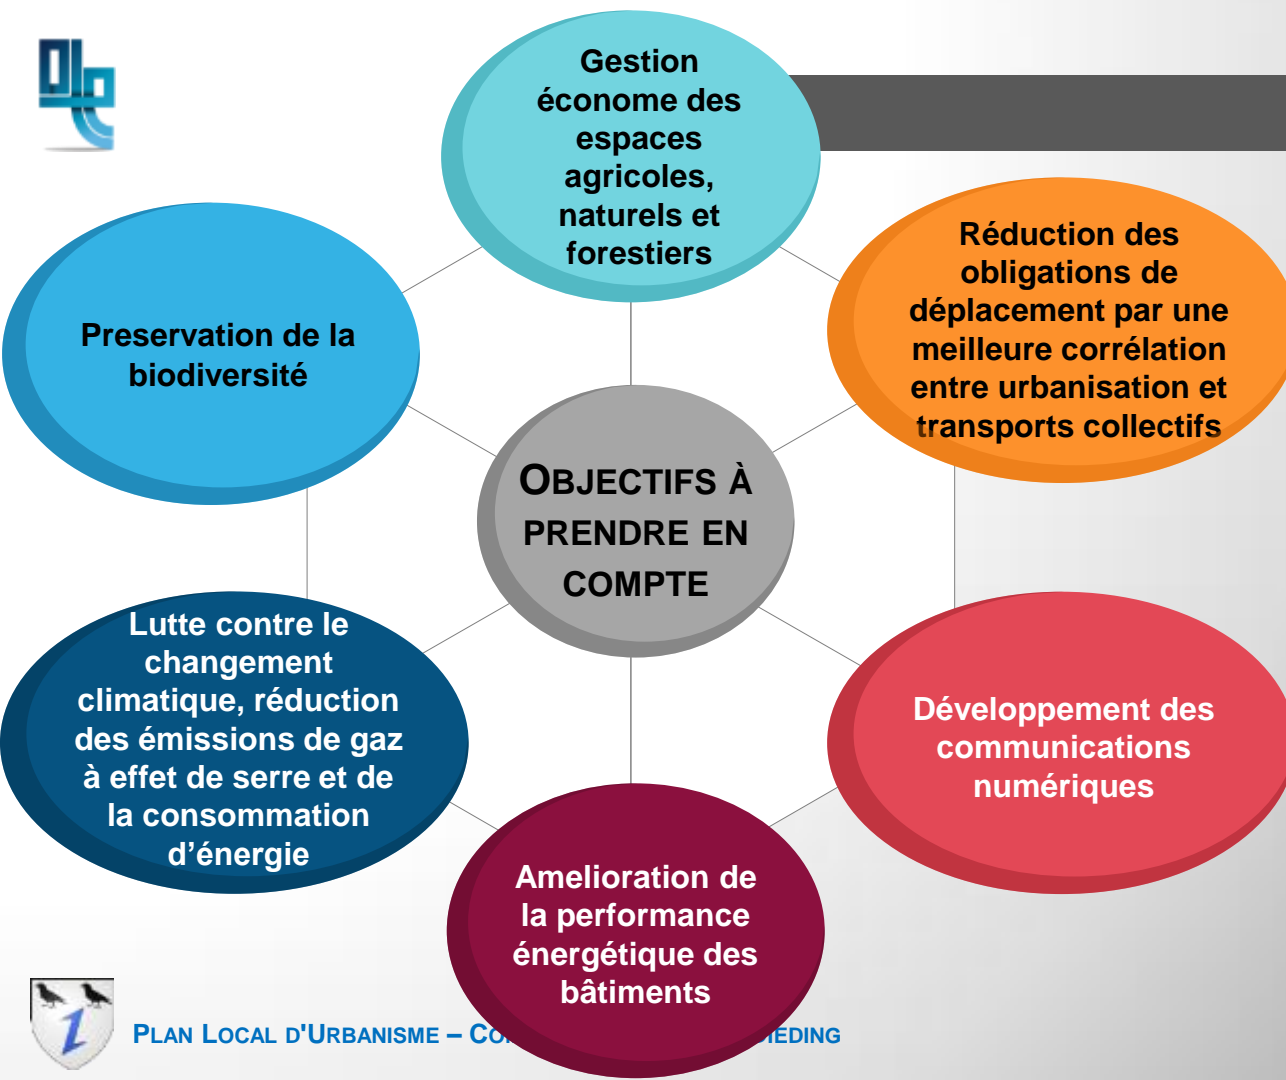 Gestion
économe des
espaces
agricoles,
naturels et
forestiers
Réduction des
obligations de
déplacement par une
meilleure corrélation
entre urbanisation et
transports collectifs
Preservation de la
biodiversité
OBJECTIFS À
PRENDRE EN
COMPTE
Lutte contre le
changement
climatique, réduction
des émissions de gaz
à effet de serre et de
la consommation
d’énergie
Développement des
communications
numériques
Amelioration de
la performance
énergétique des
bâtiments
PLAN LOCAL D'URBANISME –